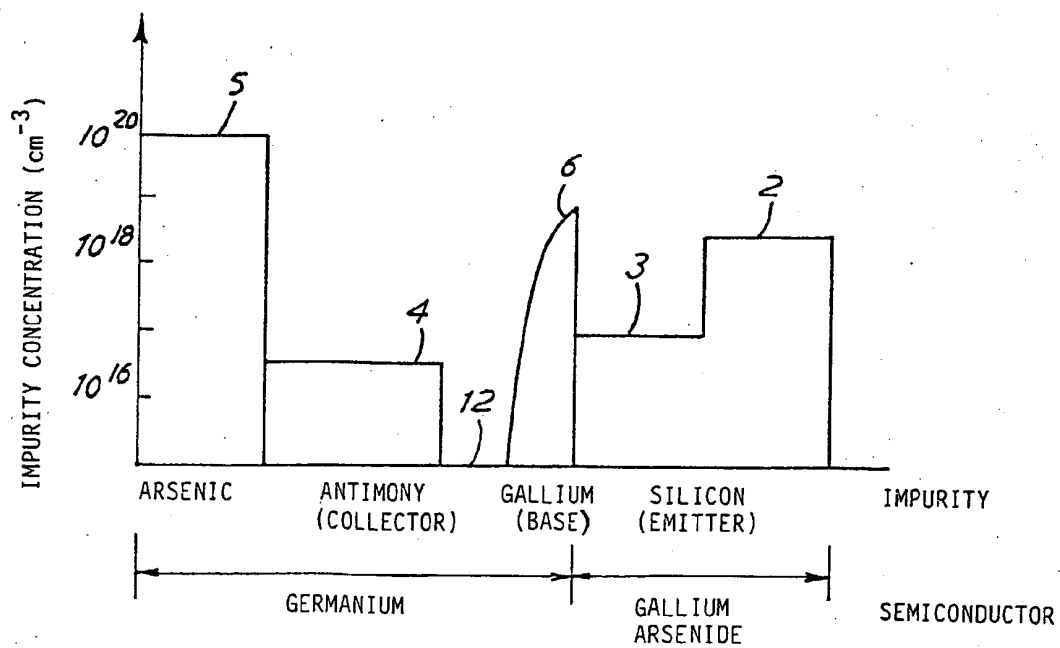 IMPURITY CONCENTRATION (cm⁻³)
10²⁰
10¹⁸
10¹⁶
5
4
12
6
3
2
ARSENIC
ANTIMONY
(COLLECTOR)
GALLIUM
(BASE)
SILICON
(EMITTER)
IMPURITY
GERMANIUM
GALLIUM
ARSENIDE
SEMICONDUCTOR